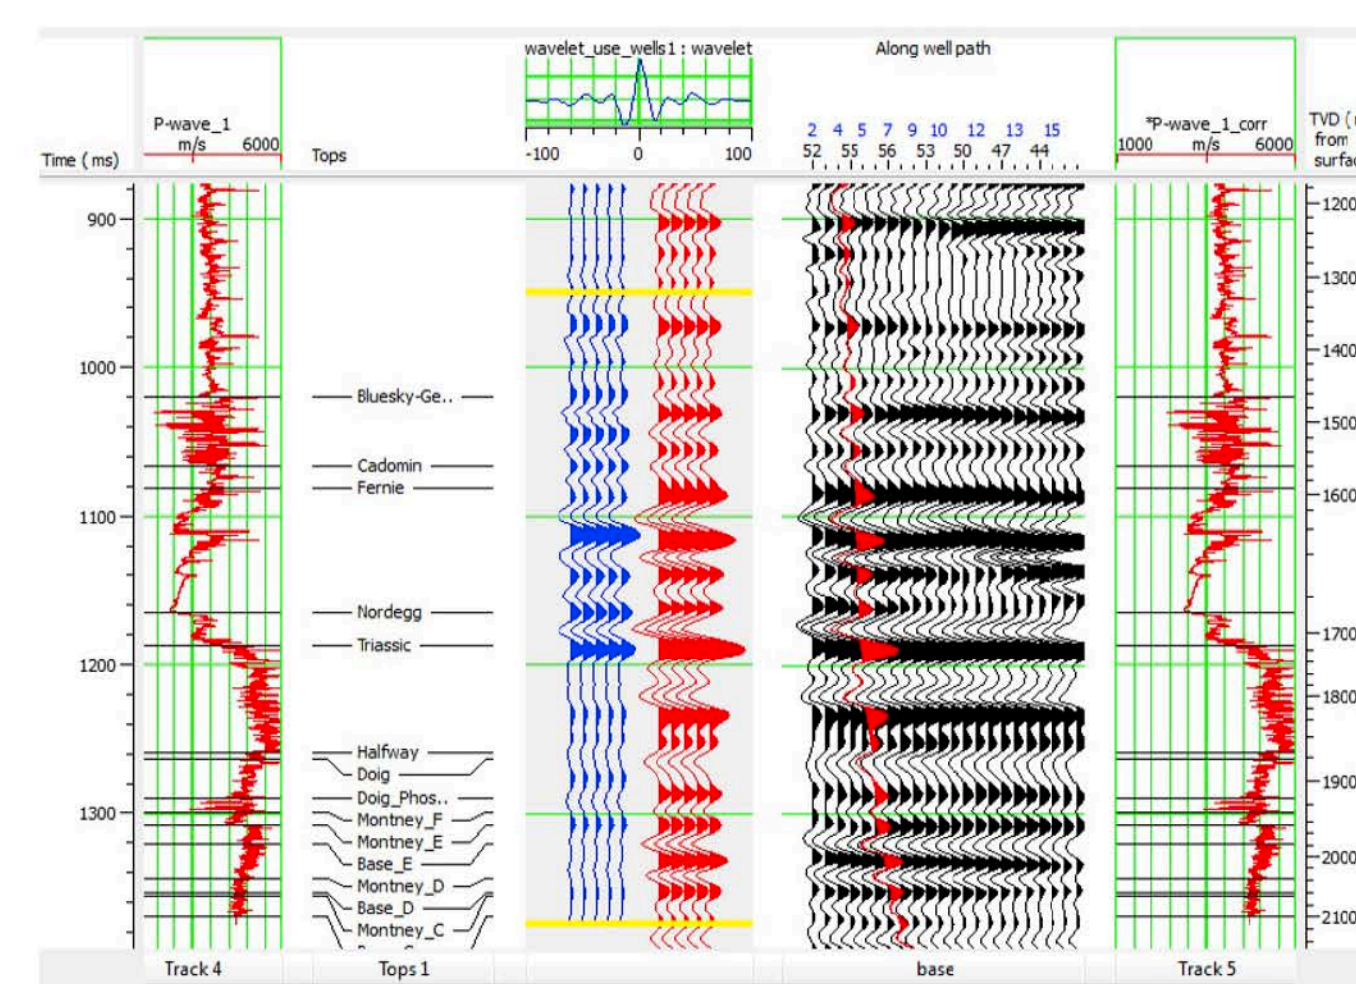 wavelet_use_wells1 : wavelet
Along well path
P-wave_1
m/s 6000
Time ( ms)
Tops
-100 0 100
2 4 5 7 9 10 12 13 15
52 55 56 53 50 47 44
*P-wave_1_corr
1000 m/s 6000
TVD (
from
surfa
900
1000
1100
1200
1300
Bluesky-Ge..
Cadomin
Fernie
Nordegg
Triassic
Halfway
Doig
Doig_Phos..
Montney_F
Montney_E
Base_E
Montney_D
Base_D
Montney_C
1200
1300
1400
1500
1600
1700
1800
1900
2000
2100
Track 4
Tops 1
base
Track 5